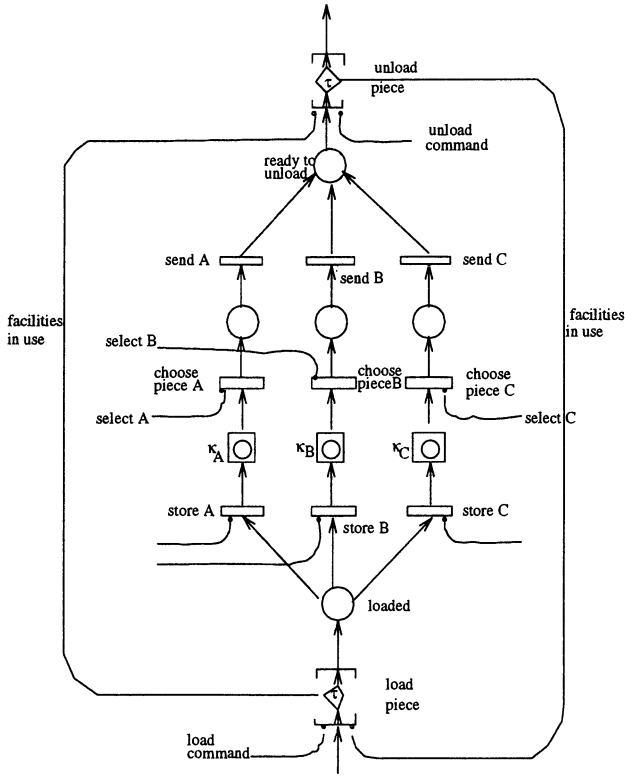 unload
piece
τ
unload
command
ready to
unload
send A
send B
send C
facilities
in use
facilities
in use
select B
choose
piece A
choose
pieceB
choose
piece C
select A
select C
κA
κB
κC
store A
store B
store C
loaded
τ
load
piece
load
command